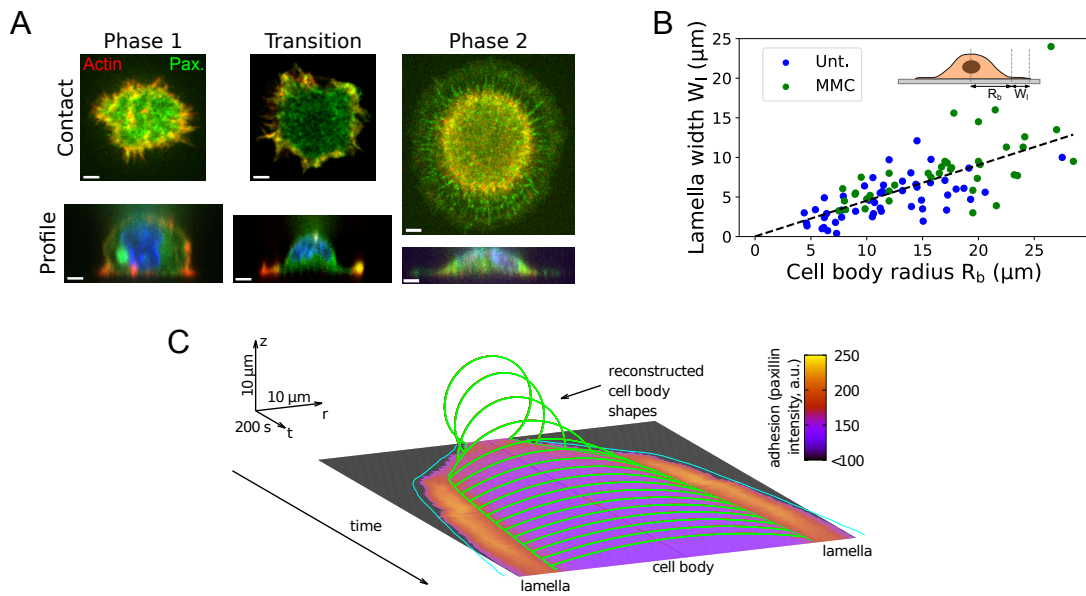 A
Phase 1
Transition
Phase 2
Actin
Pax.
Contact
Profile
B
Lamella width W_l (μm)
25
20
15
10
5
0
Unt.
MMC
R_b
W_l
0
5
10
15
20
25
Cell body radius R_b (μm)
C
z
10 μm
10 μm
r
200 s
t
reconstructed
cell body
shapes
adhesion (paxillin
intensity, a.u.)
250
200
150
<100
time
lamella
cell body
lamella